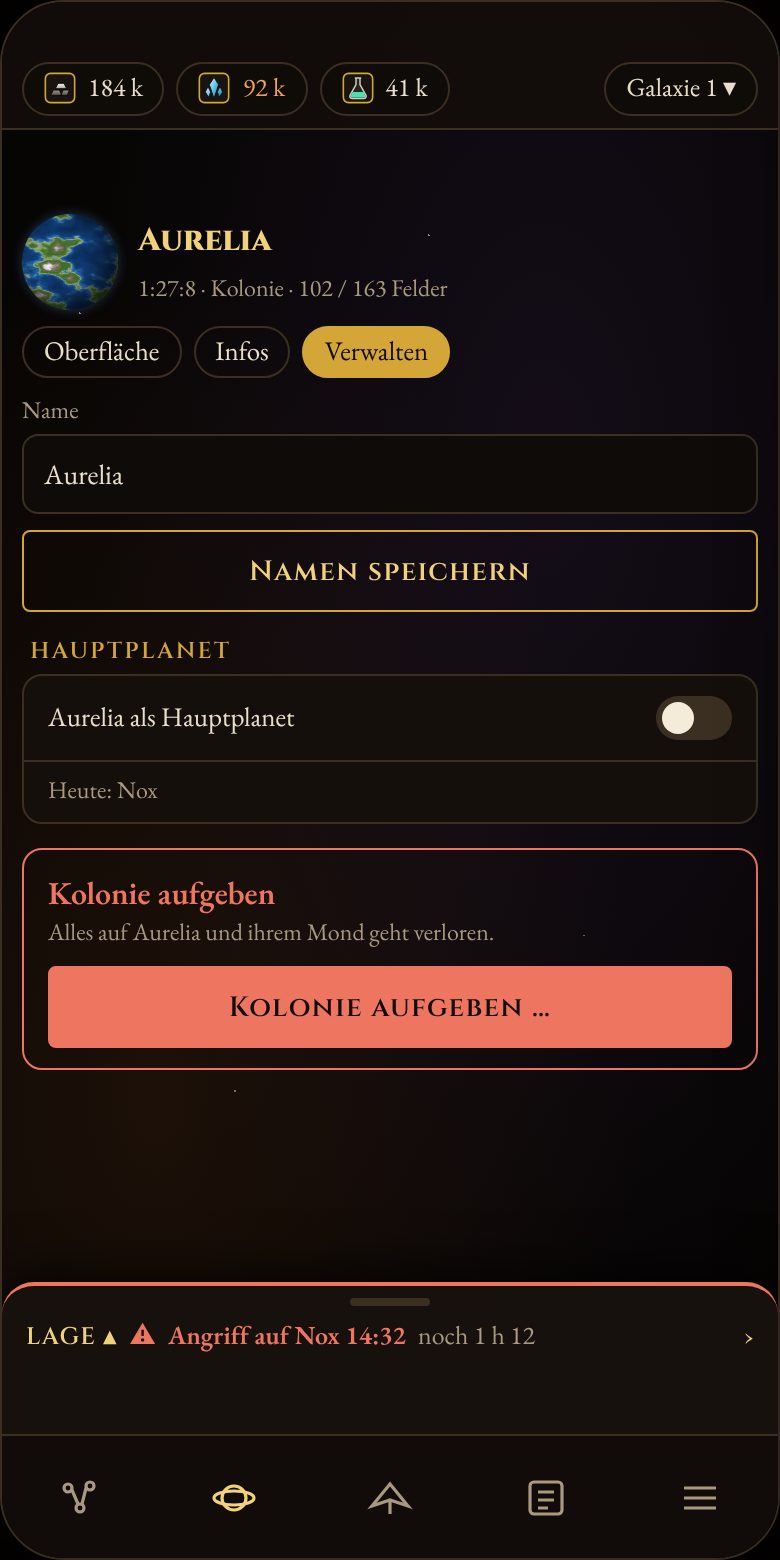 184 k 92 k 41 k Galaxie 1 ▼
Aurelia
1:27:8 · Kolonie · 102 / 163 Felder
Oberfläche Infos Verwalten
Name
Aurelia
Namen speichern
HAUPTPLANET
Aurelia als Hauptplanet
Heute: Nox
Kolonie aufgeben
Alles auf Aurelia und ihrem Mond geht verloren.
Kolonie aufgeben …
LAGE ▲ Angriff auf Nox 14:32 noch 1 h 12 ›